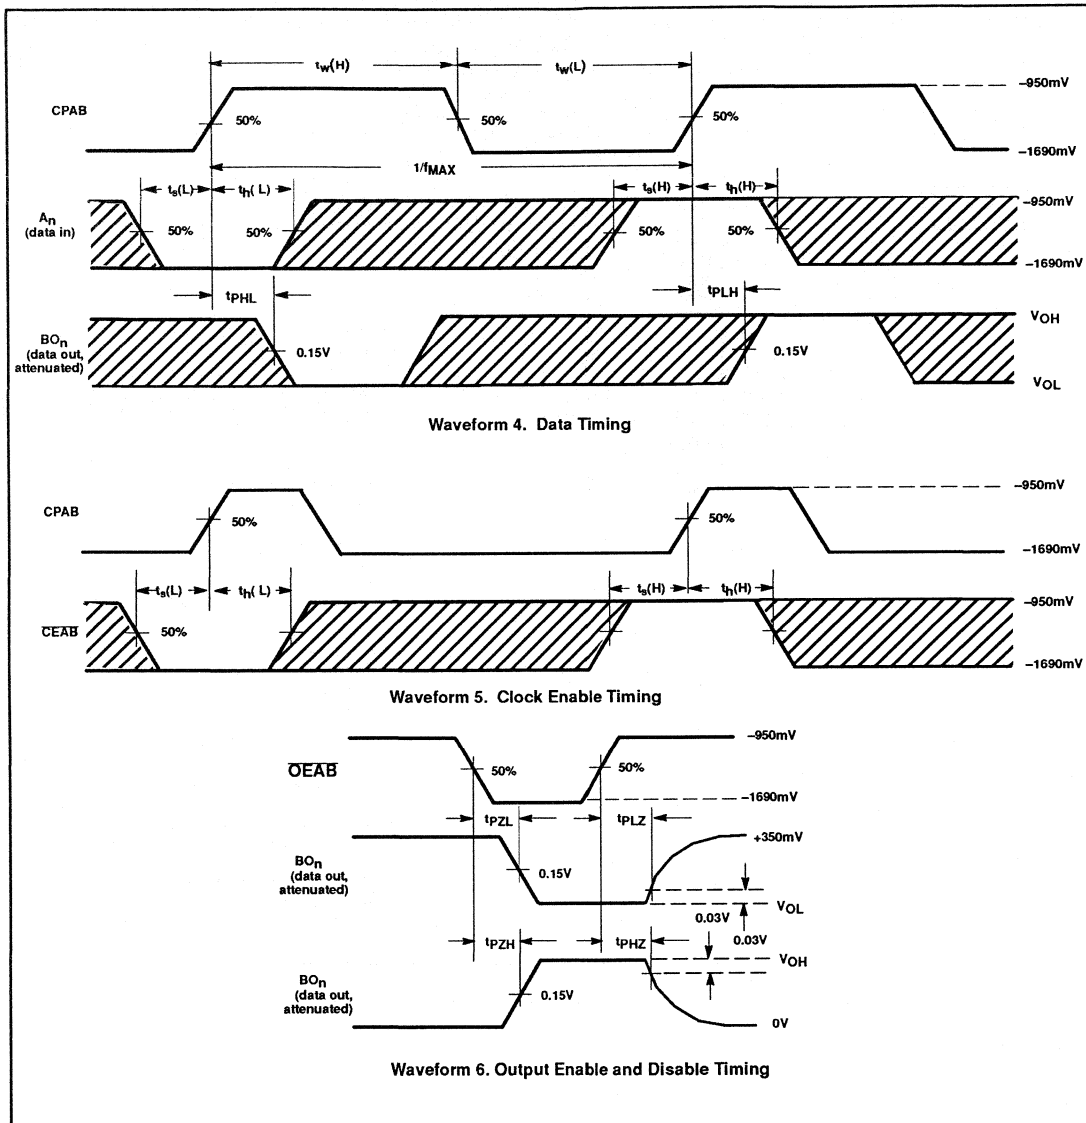 tw(H) tw(L)
−950mV
CPAB 50% 50% 50%
−1690mV
1/fMAX
ts(L) th( L) ts(H) th(H)
−950mV
An
(data in)
50% 50% 50% 50%
−1690mV
tPHL tPLH
VOH
BOn
(data out,
attenuated)
0.15V 0.15V
VOL
Waveform 4. Data Timing
−950mV
CPAB 50% 50%
−1690mV
ts(L) th( L) ts(H) th(H)
−950mV
CEAB 50%
−1690mV
Waveform 5. Clock Enable Timing
−950mV
OEAB 50% 50%
−1690mV
tPZL tPLZ
+350mV
BOn
(data out,
attenuated)
0.15V
VOL
0.03V
0.03V
tPZH tPHZ
VOH
BOn
(data out,
attenuated)
0.15V
0V
Waveform 6. Output Enable and Disable Timing